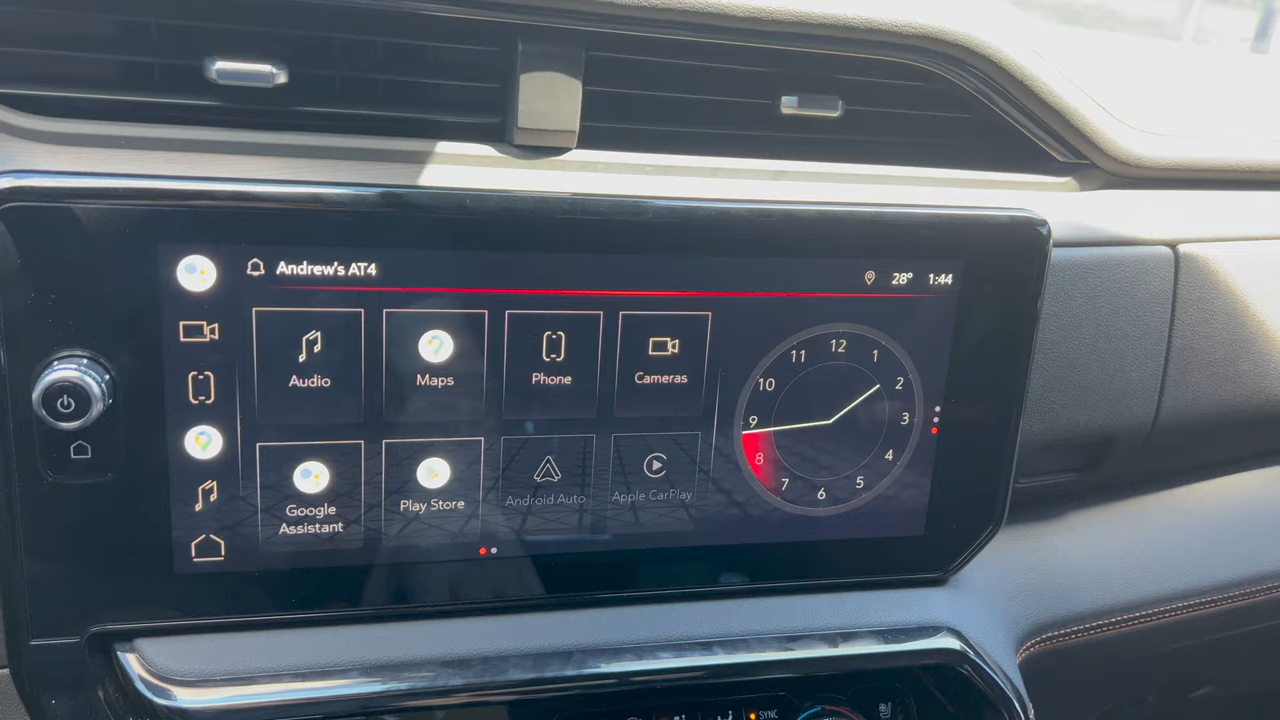 Andrew's AT4
28° 1:44
Audio
Maps
Phone
Cameras
Google
Assistant
Play Store
Android Auto
Apple CarPlay
12
1
2
3
4
5
6
7
8
9
10
11
SYNC